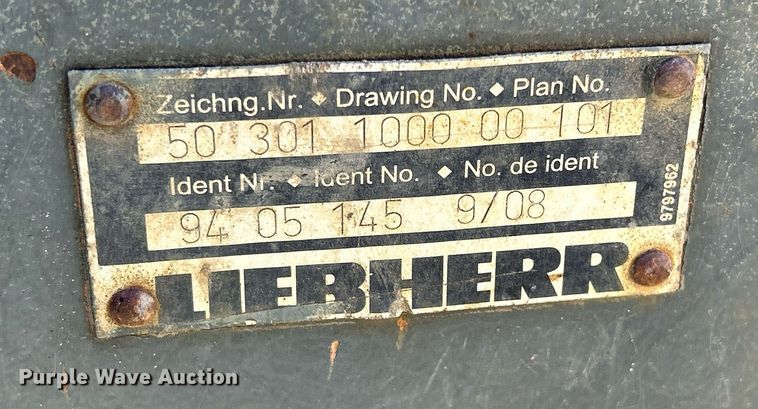 Zeichng.Nr. ◆ Drawing No. ◆ Plan No.
50 301 1000 00 101
Ident Nr. ◆ Ident No. ◆ No. de ident
94 05 145 9/08
LIEBHERR
9797962
Purple Wave Auction